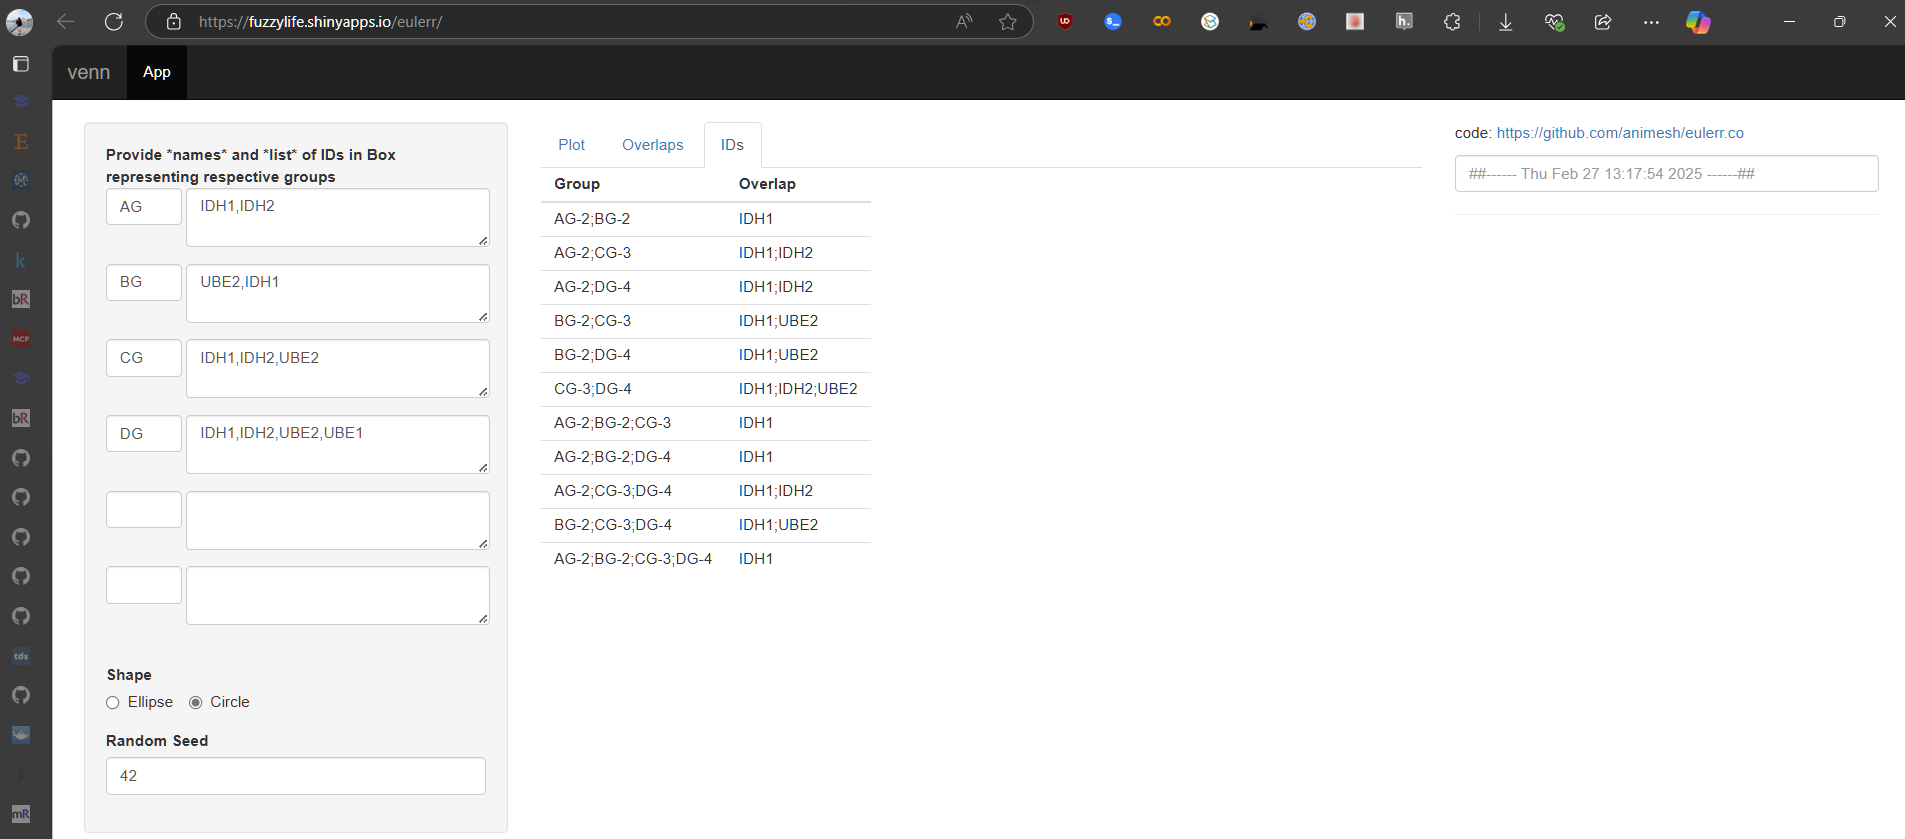 https://fuzzylife.shinyapps.io/eulerr/
venn App
Provide *names* and *list* of IDs in Box
representing respective groups
AG IDH1,IDH2
BG UBE2,IDH1
CG IDH1,IDH2,UBE2
DG IDH1,IDH2,UBE2,UBE1
Shape
Ellipse Circle
Random Seed
42
Plot Overlaps IDs
Group Overlap
AG-2;BG-2 IDH1
AG-2;CG-3 IDH1;IDH2
AG-2;DG-4 IDH1;IDH2
BG-2;CG-3 IDH1;UBE2
BG-2;DG-4 IDH1;UBE2
CG-3;DG-4 IDH1;IDH2;UBE2
AG-2;BG-2;CG-3 IDH1
AG-2;BG-2;DG-4 IDH1
AG-2;CG-3;DG-4 IDH1;IDH2
BG-2;CG-3;DG-4 IDH1;UBE2
AG-2;BG-2;CG-3;DG-4 IDH1
code: https://github.com/animesh/eulerr.co
##------ Thu Feb 27 13:17:54 2025 ------##
E
k
bR
MCP
bR
tds
mR